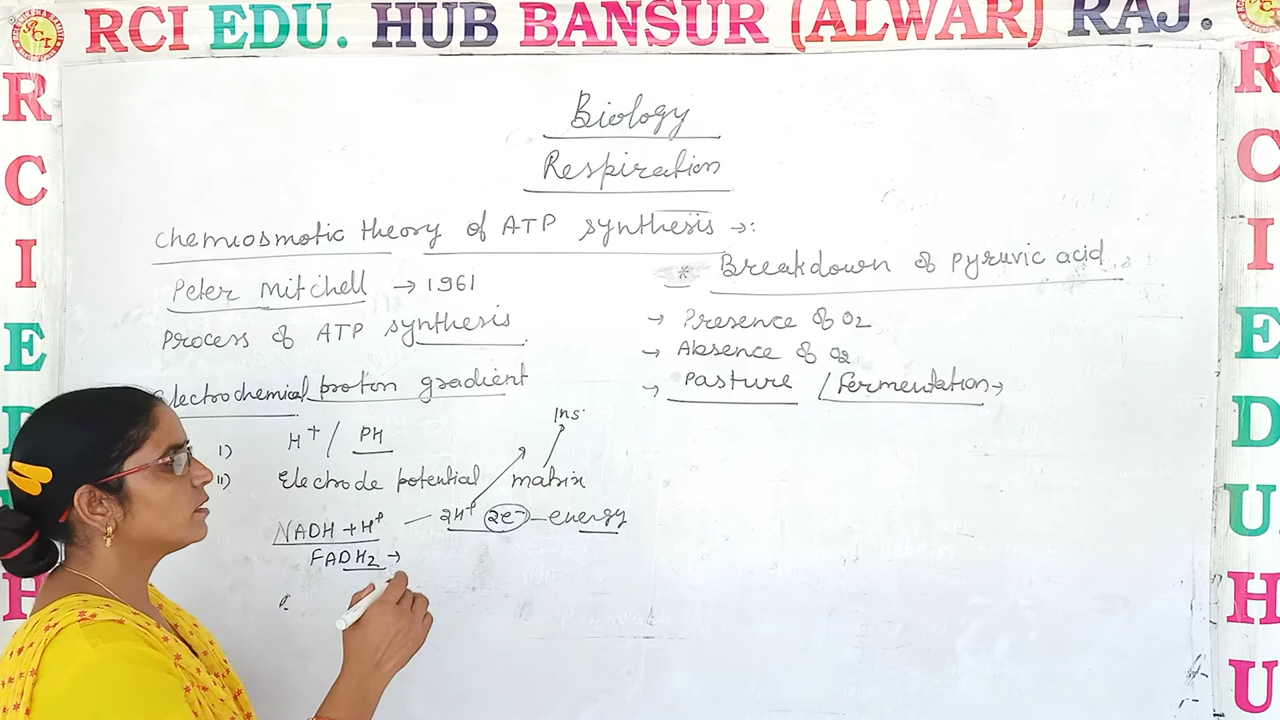 RCI EDU. HUB BANSUR (ALWAR) RAJ.
R C I E D H
R C I E D U H U
Biology
Respiration
Chemiosmotic theory of ATP synthesis →:
Peter Mitchell → 1961
Process of ATP synthesis
Electrochemical proton gradient
i) H+ / PH
ii) Electrode potential matrix
Ins.
NADH + H+ — 2H+ 2e- – energy
FADH2 →
* Breakdown of Pyruvic acid
→ Presence of O2
→ Absence of O2
→ Pasture / Fermentation →